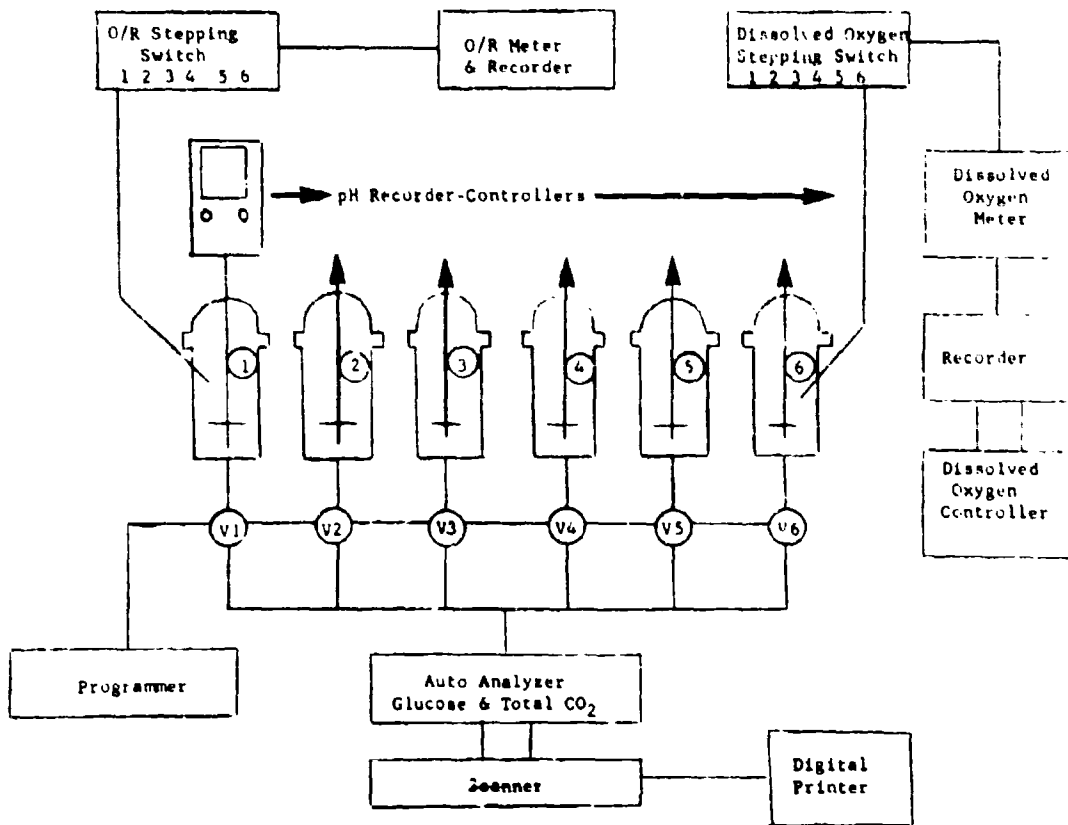 O/R Stepping
Switch
1 2 3 4 5 6
O/R Meter
& Recorder
Dissolved Oxygen
Stepping Switch
1 2 3 4 5 6
pH Recorder-Controllers
Dissolved
Oxygen
Meter
1
2
3
4
5
6
Recorder
Dissolved
Oxygen
Controller
V1
V2
V3
V4
V5
V6
Programmer
Auto Analyzer
Glucose & Total CO₂
Scanner
Digital
Printer